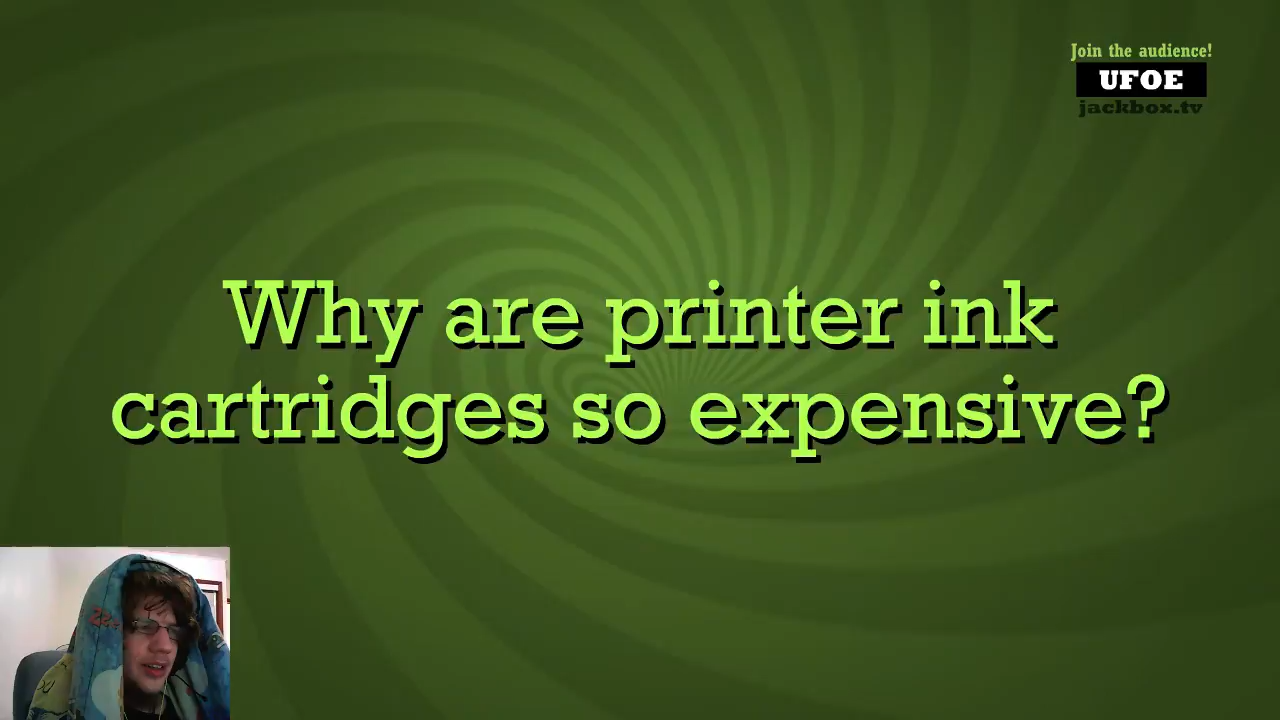 Join the audience!
UFOE
jackbox.tv
Why are printer ink
cartridges so expensive?